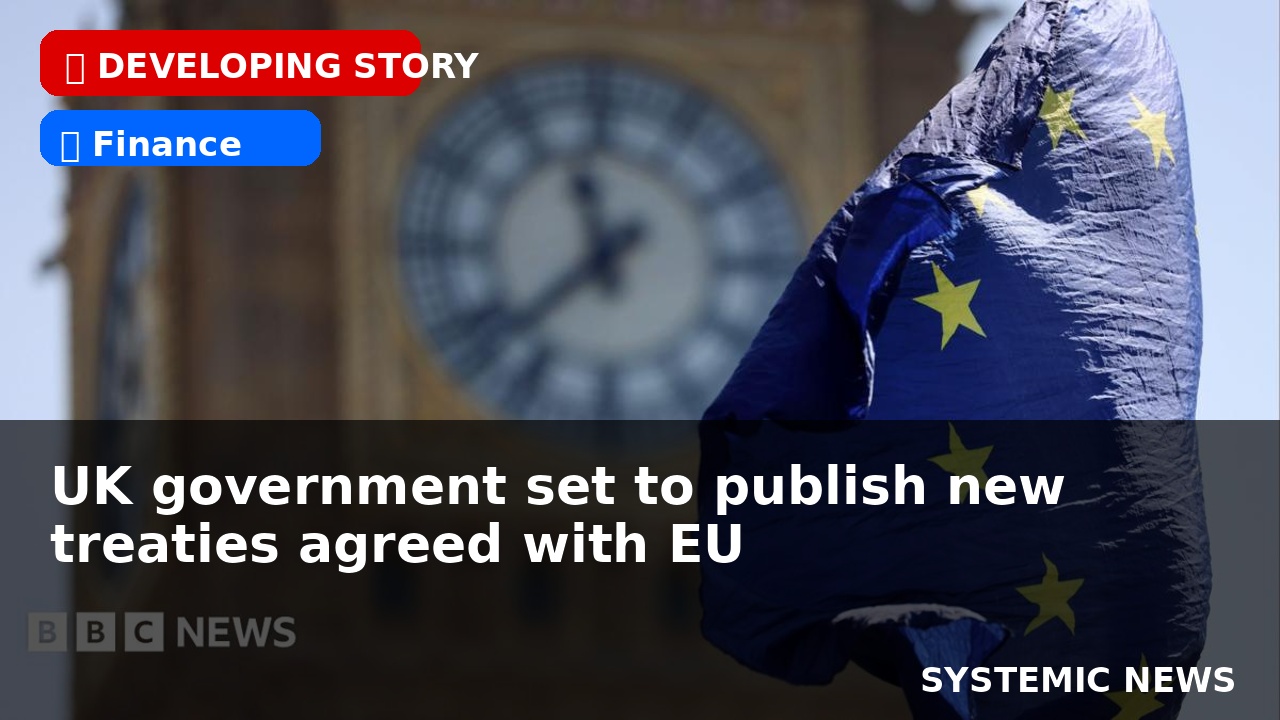 DEVELOPING STORY
Finance
UK government set to publish new
treaties agreed with EU
BBC NEWS
SYSTEMIC NEWS